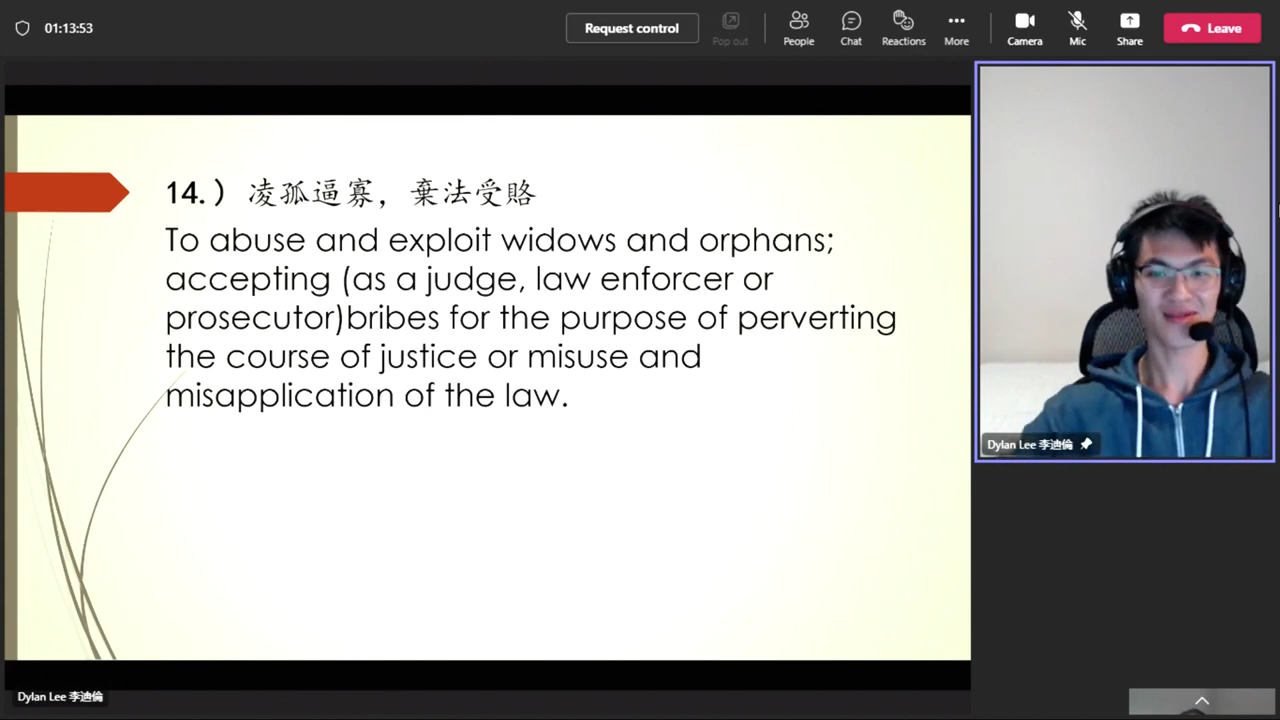 01:13:53
Request control
Pop out
People
Chat
Reactions
More
Camera
Mic
Share
Leave
14.）凌孤逼寡，棄法受賂
To abuse and exploit widows and orphans;
accepting (as a judge, law enforcer or
prosecutor)bribes for the purpose of perverting
the course of justice or misuse and
misapplication of the law.
Dylan Lee 李迪倫
Dylan Lee 李迪倫